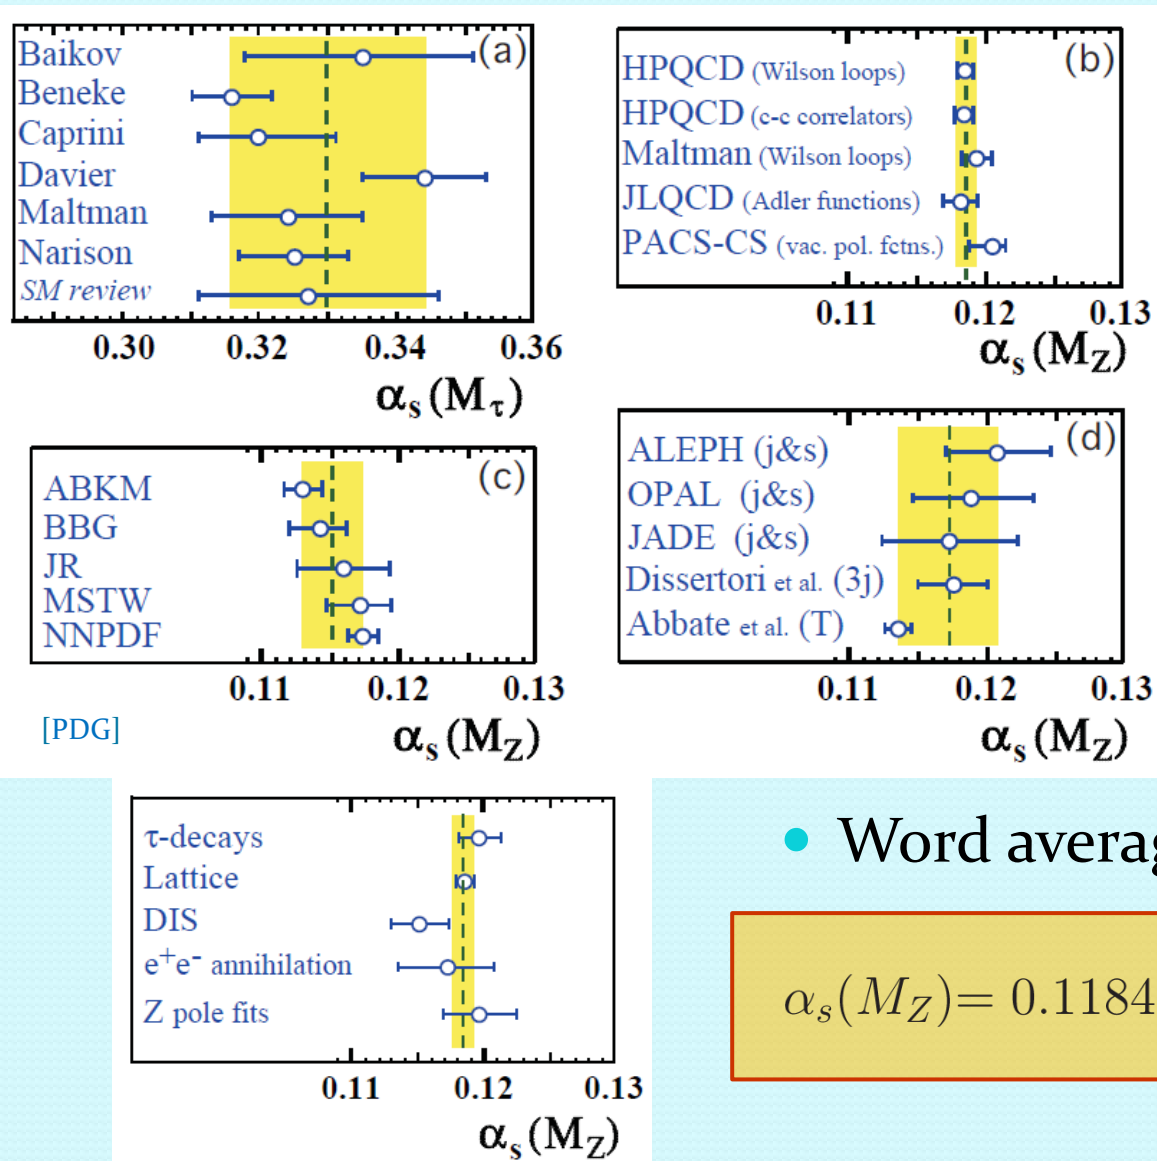 (a)
Baikov
Beneke
Caprini
Davier
Maltman
Narison
SM review
0.30 0.32 0.34 0.36
αs(Mτ)
(b)
HPQCD (Wilson loops)
HPQCD (c-c correlators)
Maltman (Wilson loops)
JLQCD (Adler functions)
PACS-CS (vac. pol. fctns.)
0.11 0.12 0.13
αs(MZ)
(c)
ABKM
BBG
JR
MSTW
NNPDF
0.11 0.12 0.13
αs(MZ)
[PDG]
(d)
ALEPH (j&s)
OPAL (j&s)
JADE (j&s)
Dissertori et al. (3j)
Abbate et al. (T)
0.11 0.12 0.13
αs(MZ)
τ-decays
Lattice
DIS
e+e- annihilation
Z pole fits
0.11 0.12 0.13
αs(MZ)
• Word averag
αs(MZ)= 0.1184